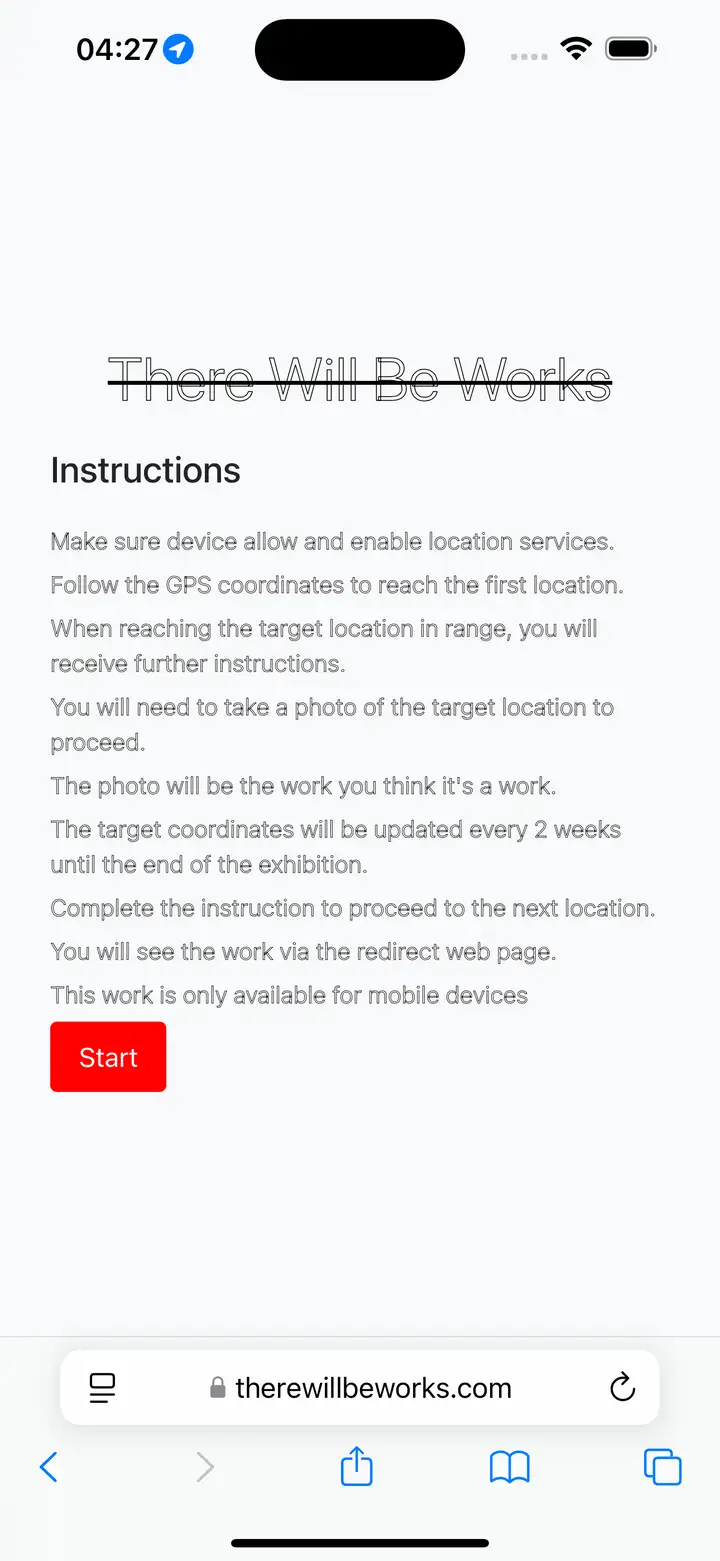 04:27
There Will Be Works
Instructions
Make sure device allow and enable location services.
Follow the GPS coordinates to reach the first location.
When reaching the target location in range, you will
receive further instructions.
You will need to take a photo of the target location to
proceed.
The photo will be the work you think it's a work.
The target coordinates will be updated every 2 weeks
until the end of the exhibition.
Complete the instruction to proceed to the next location.
You will see the work via the redirect web page.
This work is only available for mobile devices
Start
therewillbeworks.com